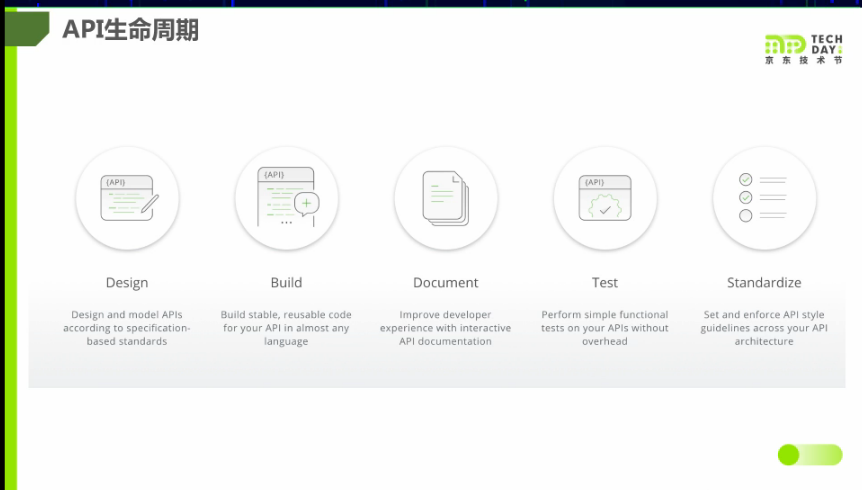 API生命周期
TECH
DAY
京东技术节
{API}
{API}
{API}
Design
Build
Document
Test
Standardize
Design and model APIs
according to specification-
based standards
Build stable, reusable code
for your API in almost any
language
Improve developer
experience with interactive
API documentation
Perform simple functional
tests on your APIs without
overhead
Set and enforce API style
guidelines across your API
architecture